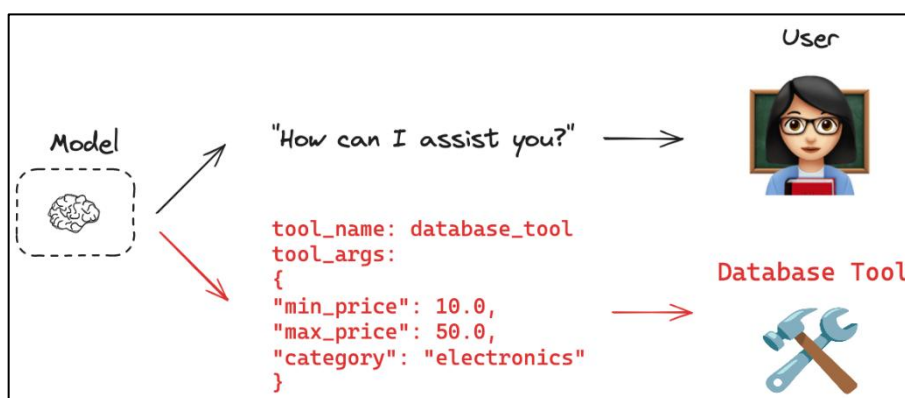 User
Model
"How can I assist you?"
tool_name: database_tool
tool_args:
{
"min_price": 10.0,
"max_price": 50.0,
"category": "electronics"
}
Database Tool